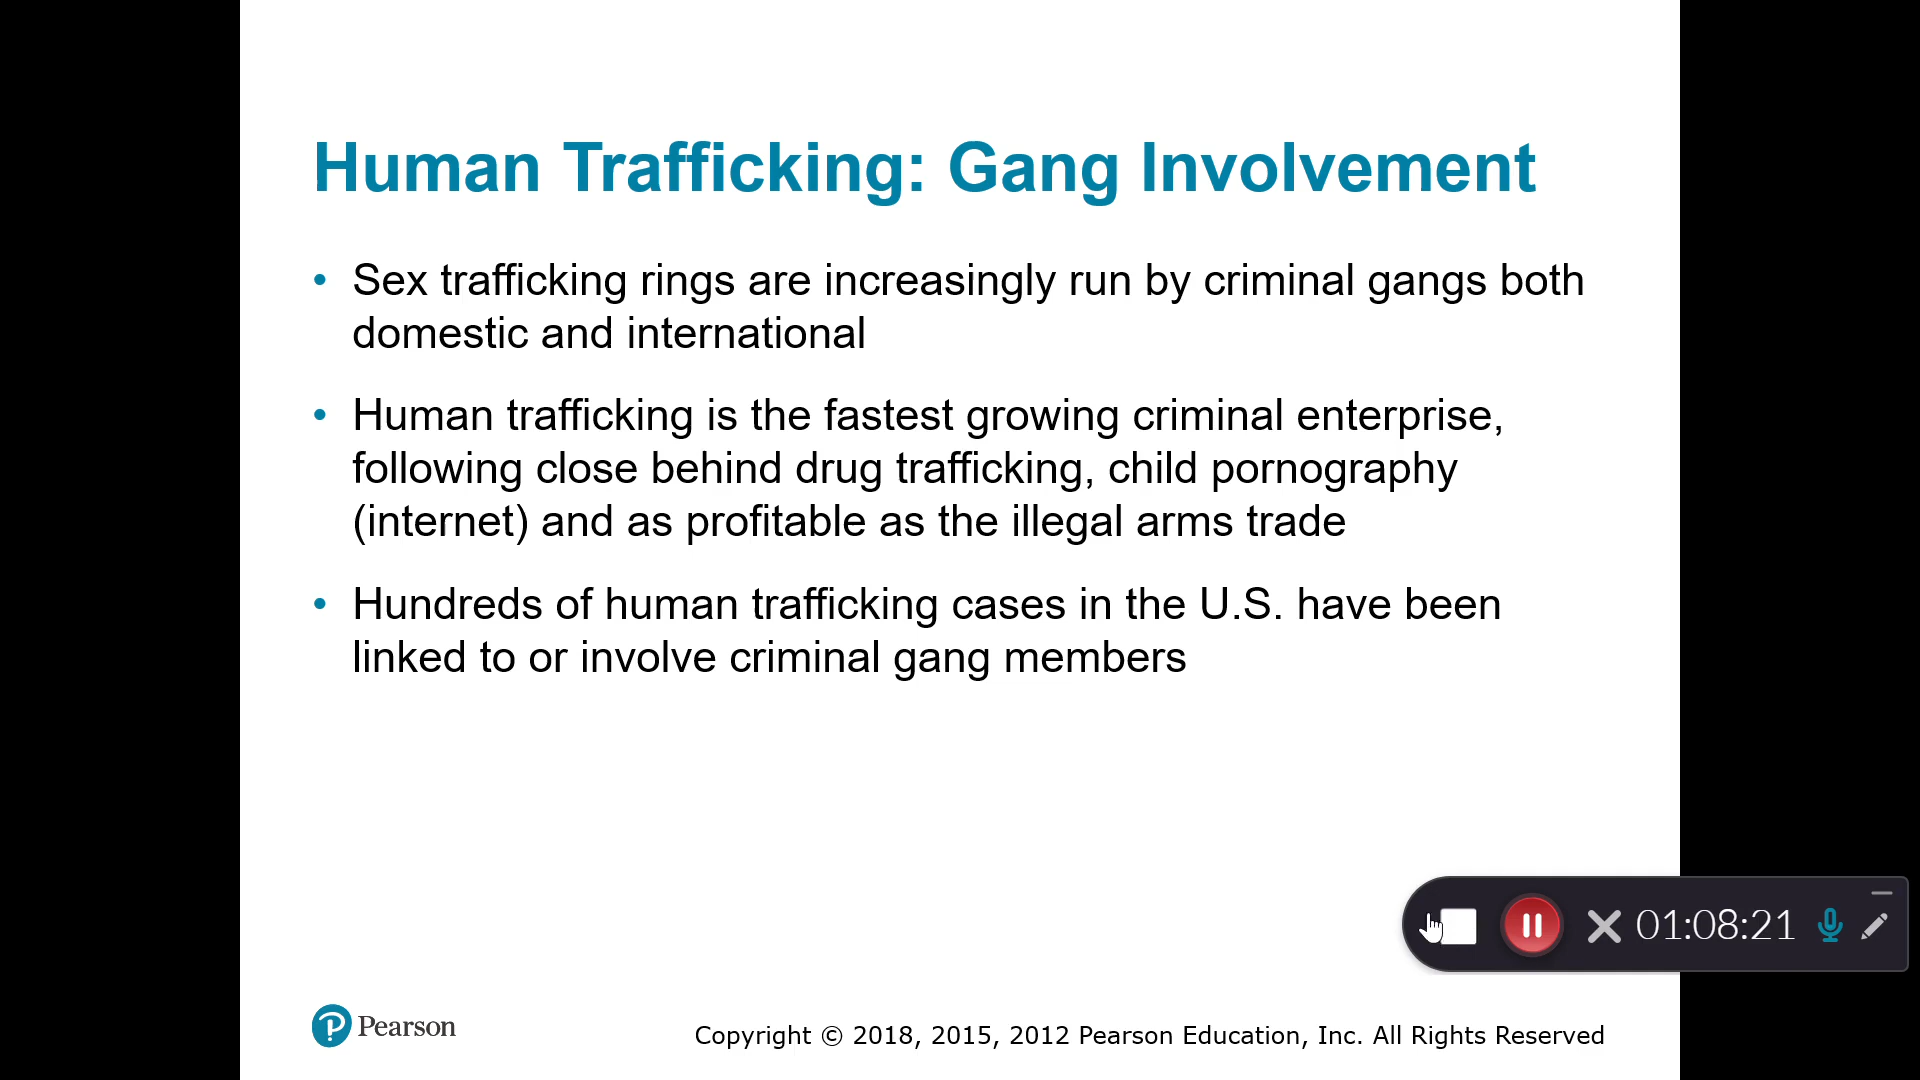 Human Trafficking: Gang Involvement
• Sex trafficking rings are increasingly run by criminal gangs both
domestic and international
• Human trafficking is the fastest growing criminal enterprise,
following close behind drug trafficking, child pornography
(internet) and as profitable as the illegal arms trade
• Hundreds of human trafficking cases in the U.S. have been
linked to or involve criminal gang members
01:08:21
Pearson
Copyright © 2018, 2015, 2012 Pearson Education, Inc. All Rights Reserved